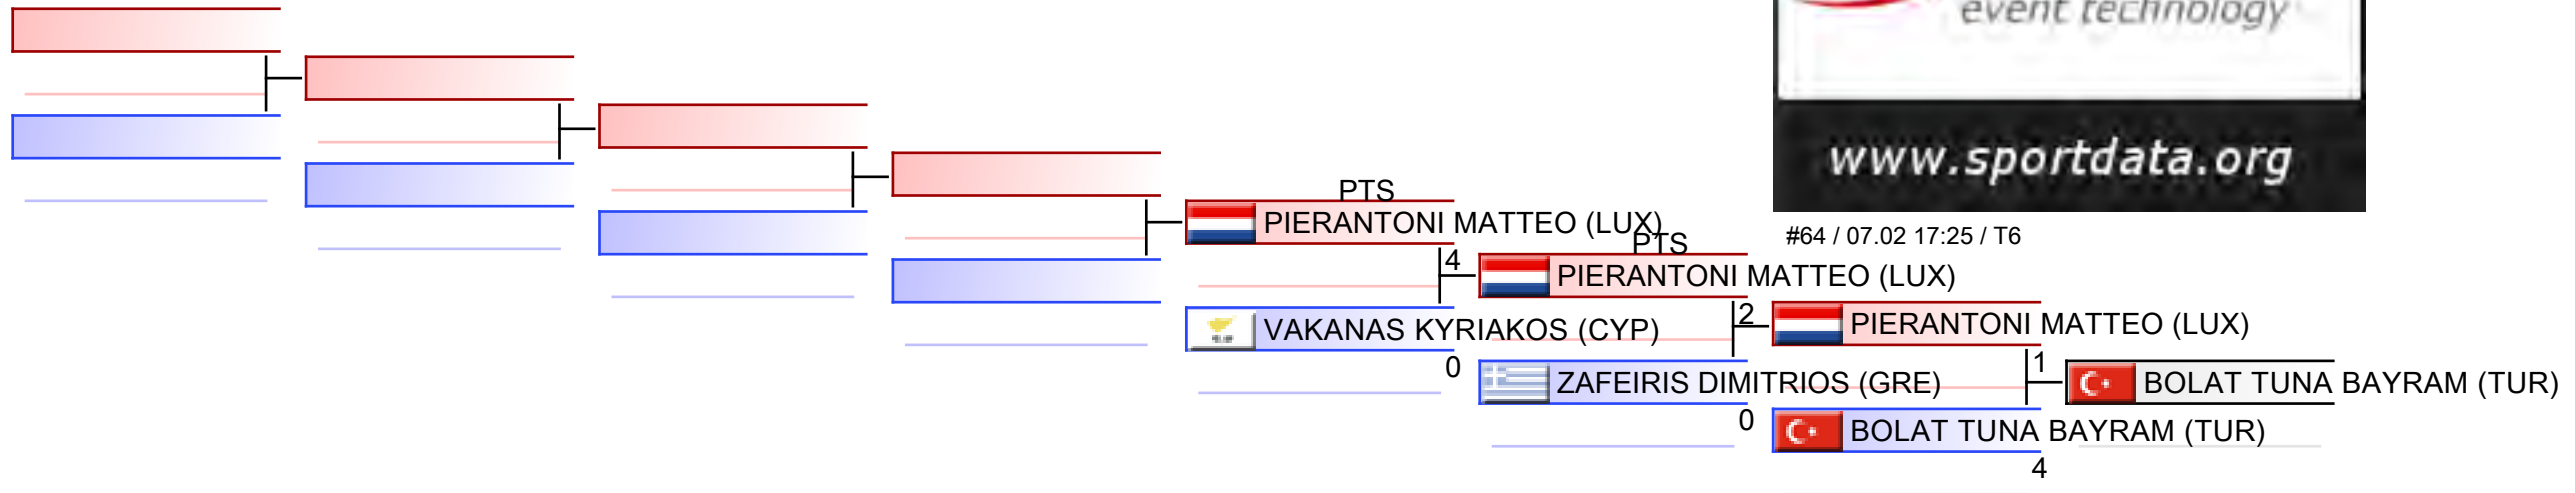 event technology
www.sportdata.org
#64 / 07.02 17:25 / T6
PTS
PIERANTONI MATTEO (LUX)
4
VAKANAS KYRIAKOS (CYP)
0
PTS
PIERANTONI MATTEO (LUX)
2
ZAFEIRIS DIMITRIOS (GRE)
0
PIERANTONI MATTEO (LUX)
1
BOLAT TUNA BAYRAM (TUR)
4
BOLAT TUNA BAYRAM (TUR)